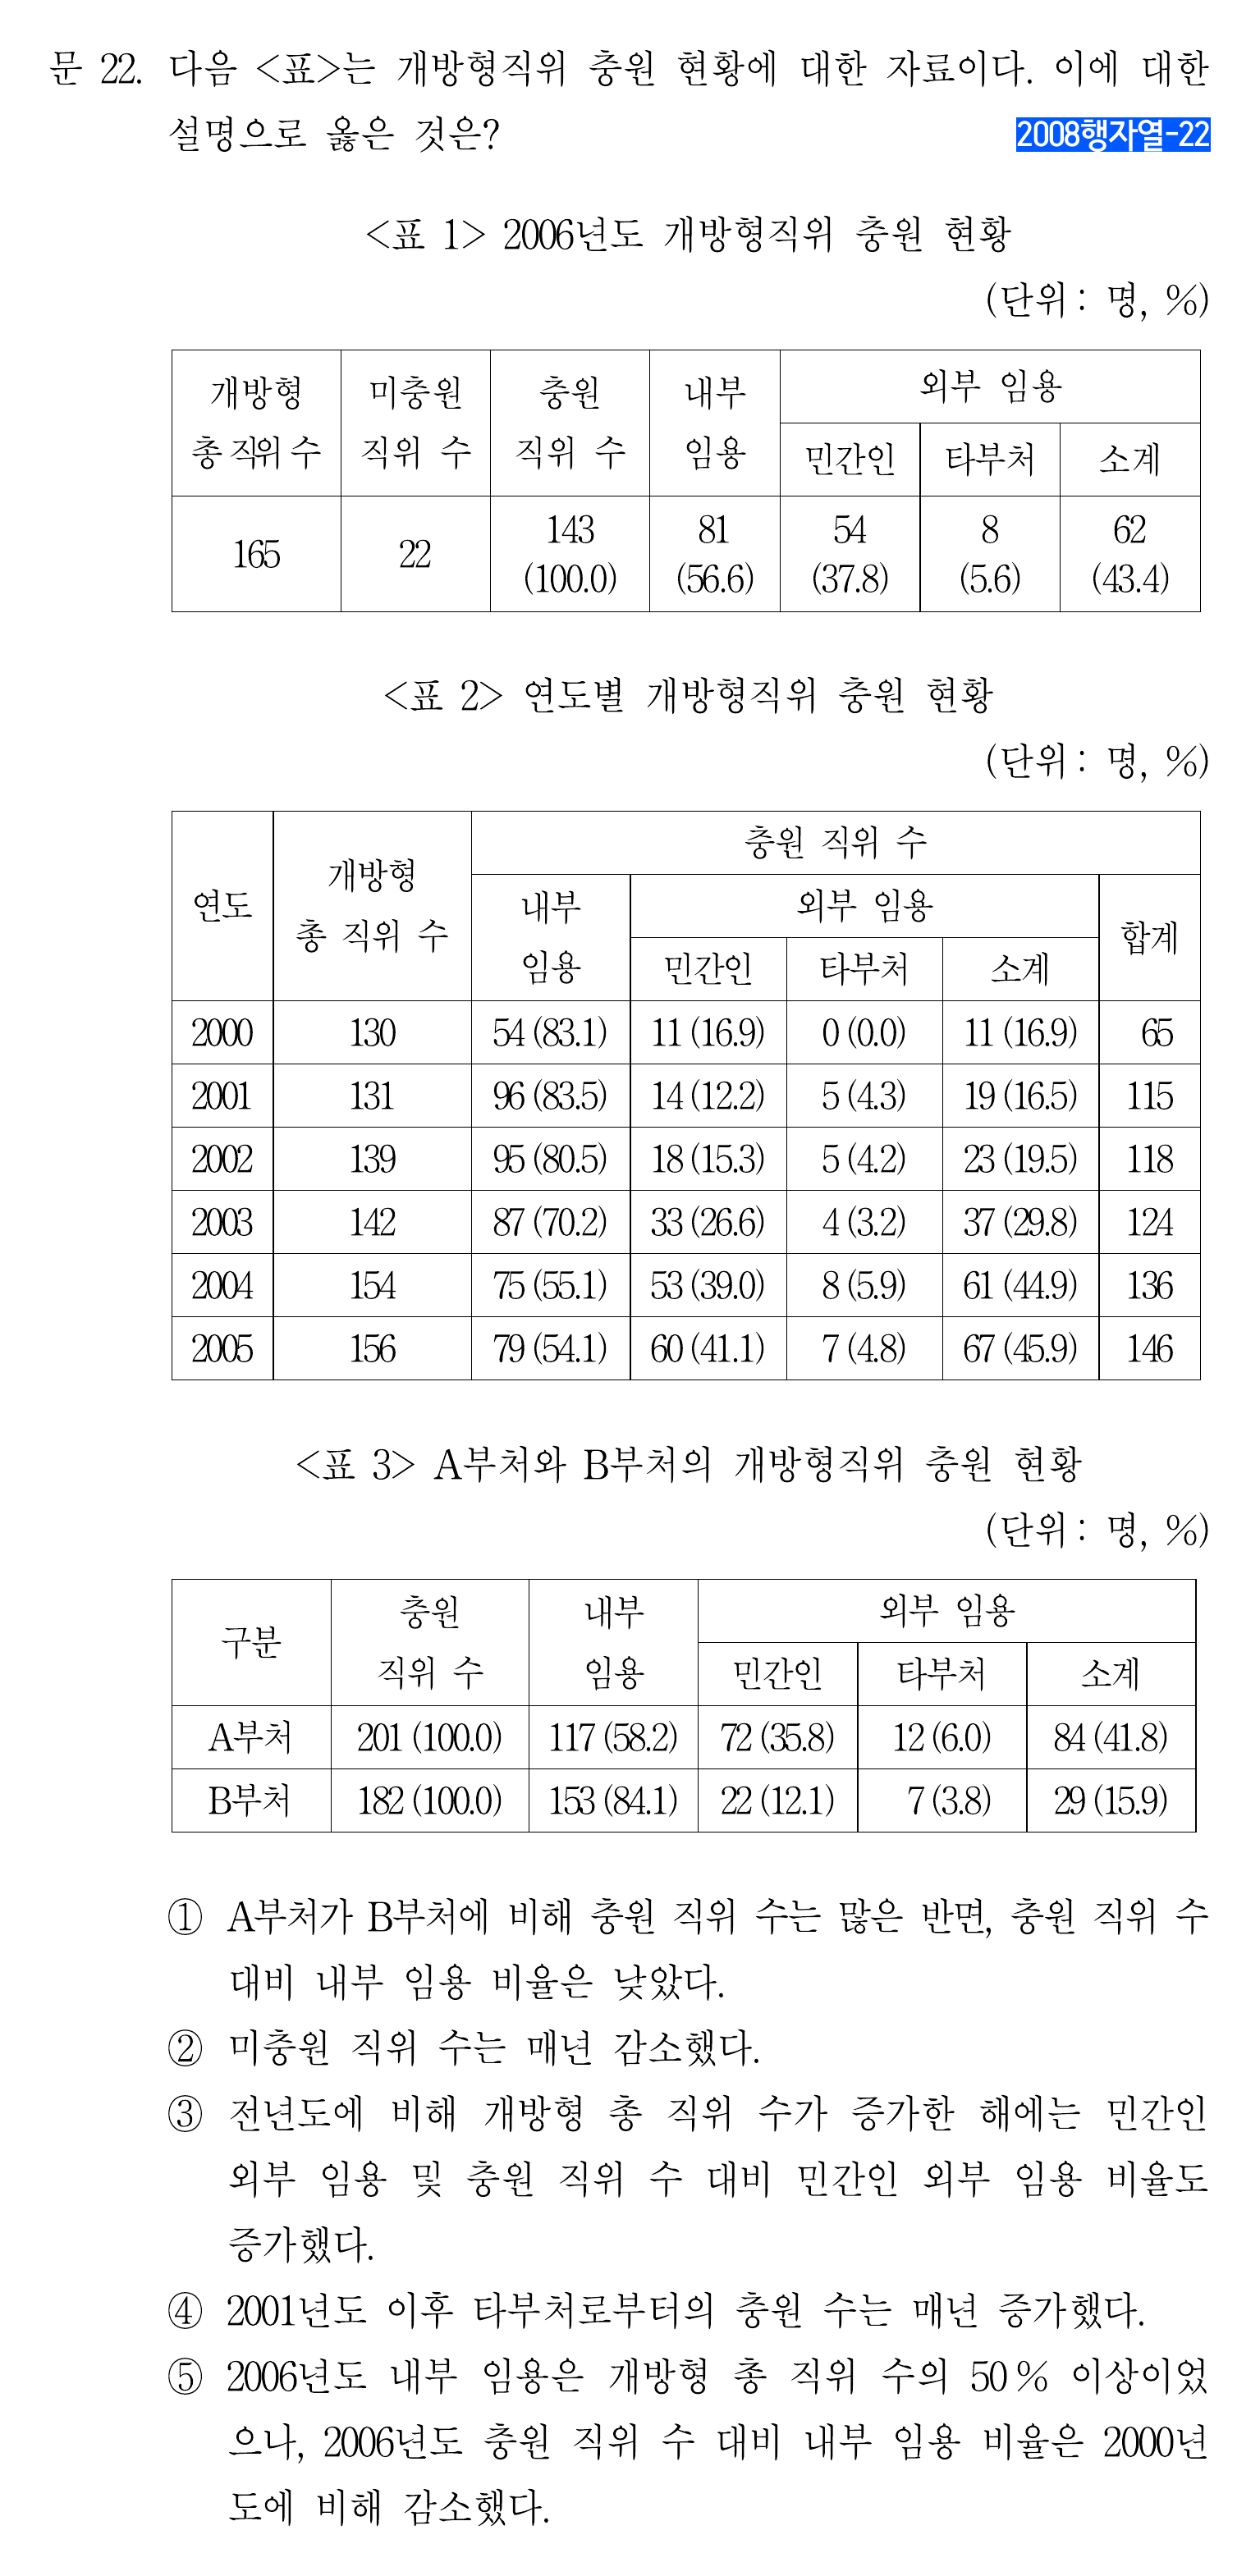 문 22. 다음 <표>는 개방형직위 충원 현황에 대한 자료이다. 이에 대한
설명으로 옳은 것은?
2008행자열-22
<표 1> 2006년도 개방형직위 충원 현황
(단위 : 명, %)
개방형 총 직위 수 미충원 직위 수 충원 직위 수 내부 임용 외부 임용
민간인 타부처 소계
165 22 143 (100.0) 81 (56.6) 54 (37.8) 8 (5.6) 62 (43.4)
<표 2> 연도별 개방형직위 충원 현황
(단위 : 명, %)
연도 개방형 총 직위 수 충원 직위 수
내부 임용 외부 임용 합계
민간인 타부처 소계
2000 130 54 (83.1) 11 (16.9) 0 (0.0) 11 (16.9) 65
2001 131 96 (83.5) 14 (12.2) 5 (4.3) 19 (16.5) 115
2002 139 95 (80.5) 18 (15.3) 5 (4.2) 23 (19.5) 118
2003 142 87 (70.2) 33 (26.6) 4 (3.2) 37 (29.8) 124
2004 154 75 (55.1) 53 (39.0) 8 (5.9) 61 (44.9) 136
2005 156 79 (54.1) 60 (41.1) 7 (4.8) 67 (45.9) 146
<표 3> A부처와 B부처의 개방형직위 충원 현황
(단위 : 명, %)
구분 충원 직위 수 내부 임용 외부 임용
민간인 타부처 소계
A부처 201 (100.0) 117 (58.2) 72 (35.8) 12 (6.0) 84 (41.8)
B부처 182 (100.0) 153 (84.1) 22 (12.1) 7 (3.8) 29 (15.9)
① A부처가 B부처에 비해 충원 직위 수는 많은 반면, 충원 직위 수
대비 내부 임용 비율은 낮았다.
② 미충원 직위 수는 매년 감소했다.
③ 전년도에 비해 개방형 총 직위 수가 증가한 해에는 민간인
외부 임용 및 충원 직위 수 대비 민간인 외부 임용 비율도
증가했다.
④ 2001년도 이후 타부처로부터의 충원 수는 매년 증가했다.
⑤ 2006년도 내부 임용은 개방형 총 직위 수의 50 % 이상이었
으나, 2006년도 충원 직위 수 대비 내부 임용 비율은 2000년
도에 비해 감소했다.